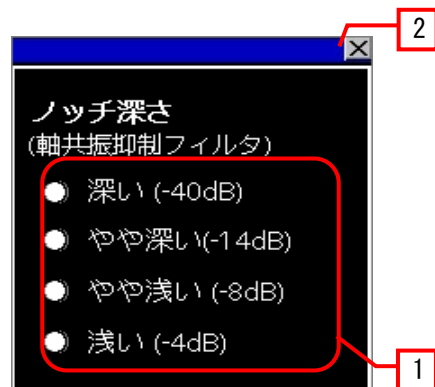 2
ノッチ深さ
(軸共振抑制フィルタ)
深い (-40dB)
やや深い(-14dB)
やや浅い (-8dB)
浅い (-4dB)
1